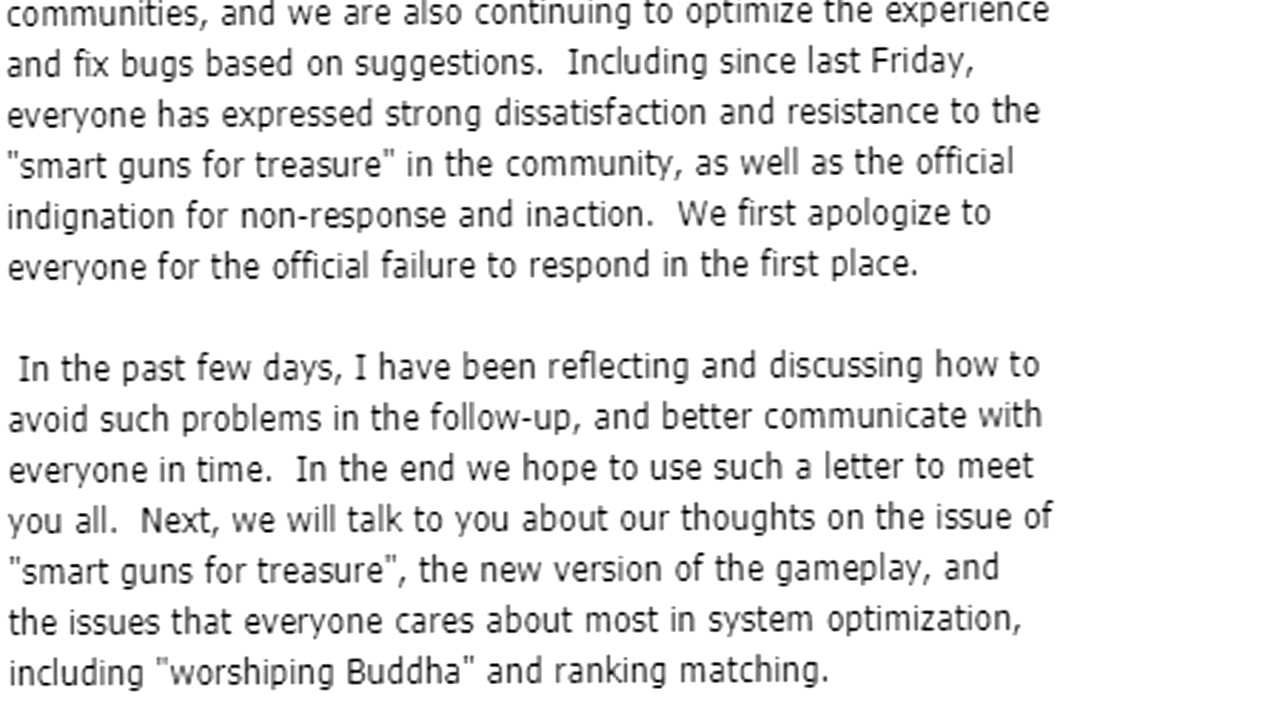 communities, and we are also continuing to optimize the experience
and fix bugs based on suggestions.  Including since last Friday,
everyone has expressed strong dissatisfaction and resistance to the
"smart guns for treasure" in the community, as well as the official
indignation for non-response and inaction.  We first apologize to
everyone for the official failure to respond in the first place.
In the past few days, I have been reflecting and discussing how to
avoid such problems in the follow-up, and better communicate with
everyone in time.  In the end we hope to use such a letter to meet
you all.  Next, we will talk to you about our thoughts on the issue of
"smart guns for treasure", the new version of the gameplay, and
the issues that everyone cares about most in system optimization,
including "worshiping Buddha" and ranking matching.